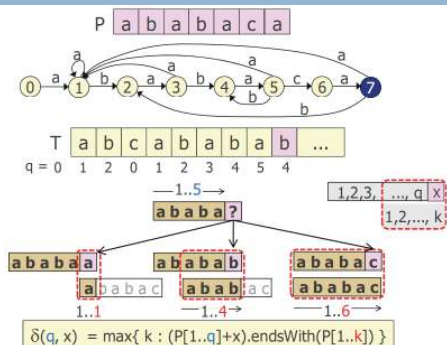 P a b a b a c a
a
a a a
0 a 1 b 2 a 3 b 4 a 5 c 6 a 7
b b
T a b c a b a b a b ...
q = 0 1 2 0 1 2 3 4 5 4
1..5
a b a b a ?
1,2,3, ..., q x
1,2,..., k
a b a b a a
a b a b a c
1..1
a b a b a b
a b a b a c
1..4
a b a b a c
a b a b a c
1..6
δ(q, x) = max{ k : (P[1..q]+x).endsWith(P[1..k]) }